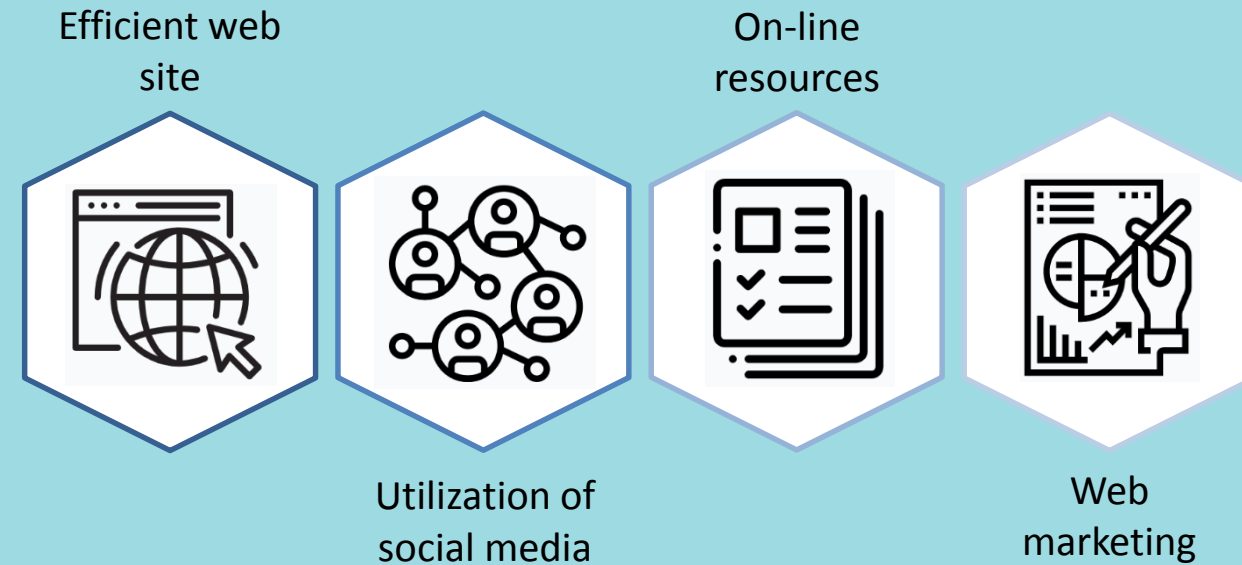 Efficient web
site
Utilization of
social media
On-line
resources
Web
marketing